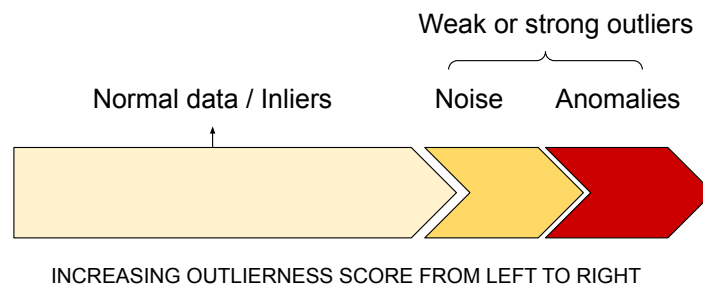 Weak or strong outliers
Normal data / Inliers
Noise
Anomalies
INCREASING OUTLIERNESS SCORE FROM LEFT TO RIGHT